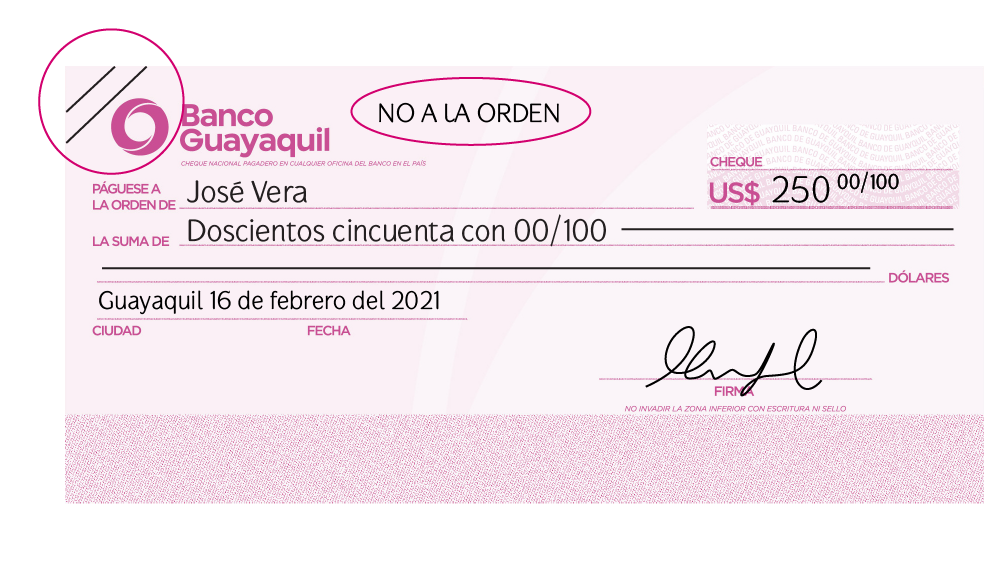 Banco
Guayaquil
NO A LA ORDEN
CHEQUE NACIONAL PAGADERO EN CUALQUIER OFICINA DEL BANCO EN EL PAÍS
CHEQUE
PÁGUESE A
LA ORDEN DE José Vera
US$ 250 00/100
LA SUMA DE Doscientos cincuenta con 00/100
DÓLARES
Guayaquil 16 de febrero del 2021
CIUDAD FECHA
FIRMA
NO INVADIR LA ZONA INFERIOR CON ESCRITURA NI SELLO